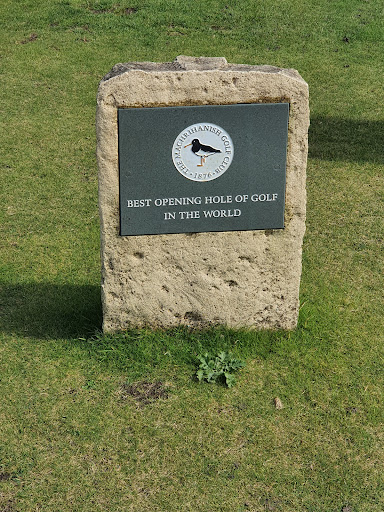 THE MACHRIHANISH GOLF CLUB
· 1876 ·
BEST OPENING HOLE OF GOLF
IN THE WORLD